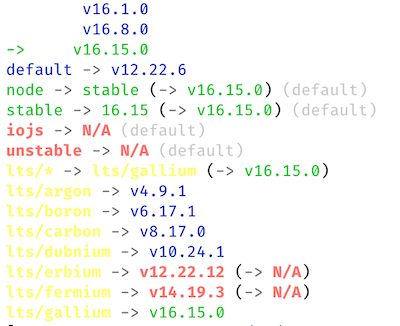 v16.1.0
v16.8.0
-> v16.15.0
default -> v12.22.6
node -> stable (-> v16.15.0) (default)
stable -> 16.15 (-> v16.15.0) (default)
iojs -> N/A (default)
unstable -> N/A (default)
lts/* -> lts/gallium (-> v16.15.0)
lts/argon -> v4.9.1
lts/boron -> v6.17.1
lts/carbon -> v8.17.0
lts/dubnium -> v10.24.1
lts/erbium -> v12.22.12 (-> N/A)
lts/fermium -> v14.19.3 (-> N/A)
lts/gallium -> v16.15.0